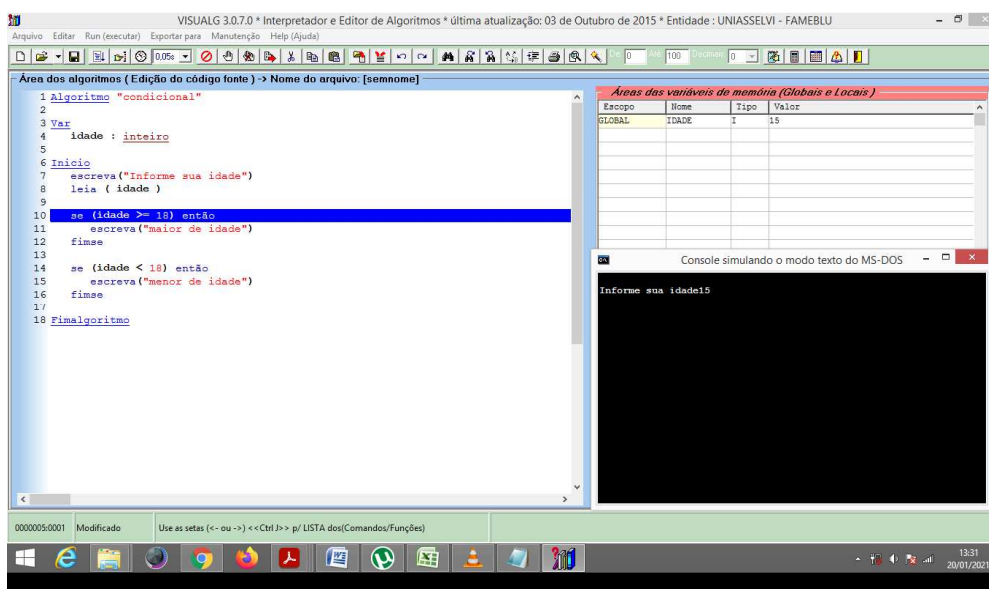 VISUALG 3.0.7.0 * Interpretador e Editor de Algoritmos * última atualização: 03 de Outubro de 2015 * Entidade : UNIASSELVI - FAMEBLU
Arquivo Editar Run (executar) Exportar para Manutenção Help (Ajuda)
0.05s De: 0 Até: 100 Decimais: 0
Área dos algoritmos ( Edição do código fonte ) -> Nome do arquivo: [semnome]
1 Algoritmo "condicional"
2
3 Var
4 idade : inteiro
5
6 Inicio
7 escreva("Informe sua idade")
8 leia ( idade )
9
10 se (idade >= 18) então
11 escreva("maior de idade")
12 fimse
13
14 se (idade < 18) então
15 escreva("menor de idade")
16 fimse
17
18 Fimalgoritmo
Áreas das variáveis de memória (Globais e Locais )
Escopo Nome Tipo Valor
GLOBAL IDADE I 15
Console simulando o modo texto do MS-DOS
Informe sua idade15
0000005:0001 Modificado Use as setas (<- ou ->) <<Ctrl J>> p/ LISTA dos(Comandos/Funções)
13:31
20/01/2021